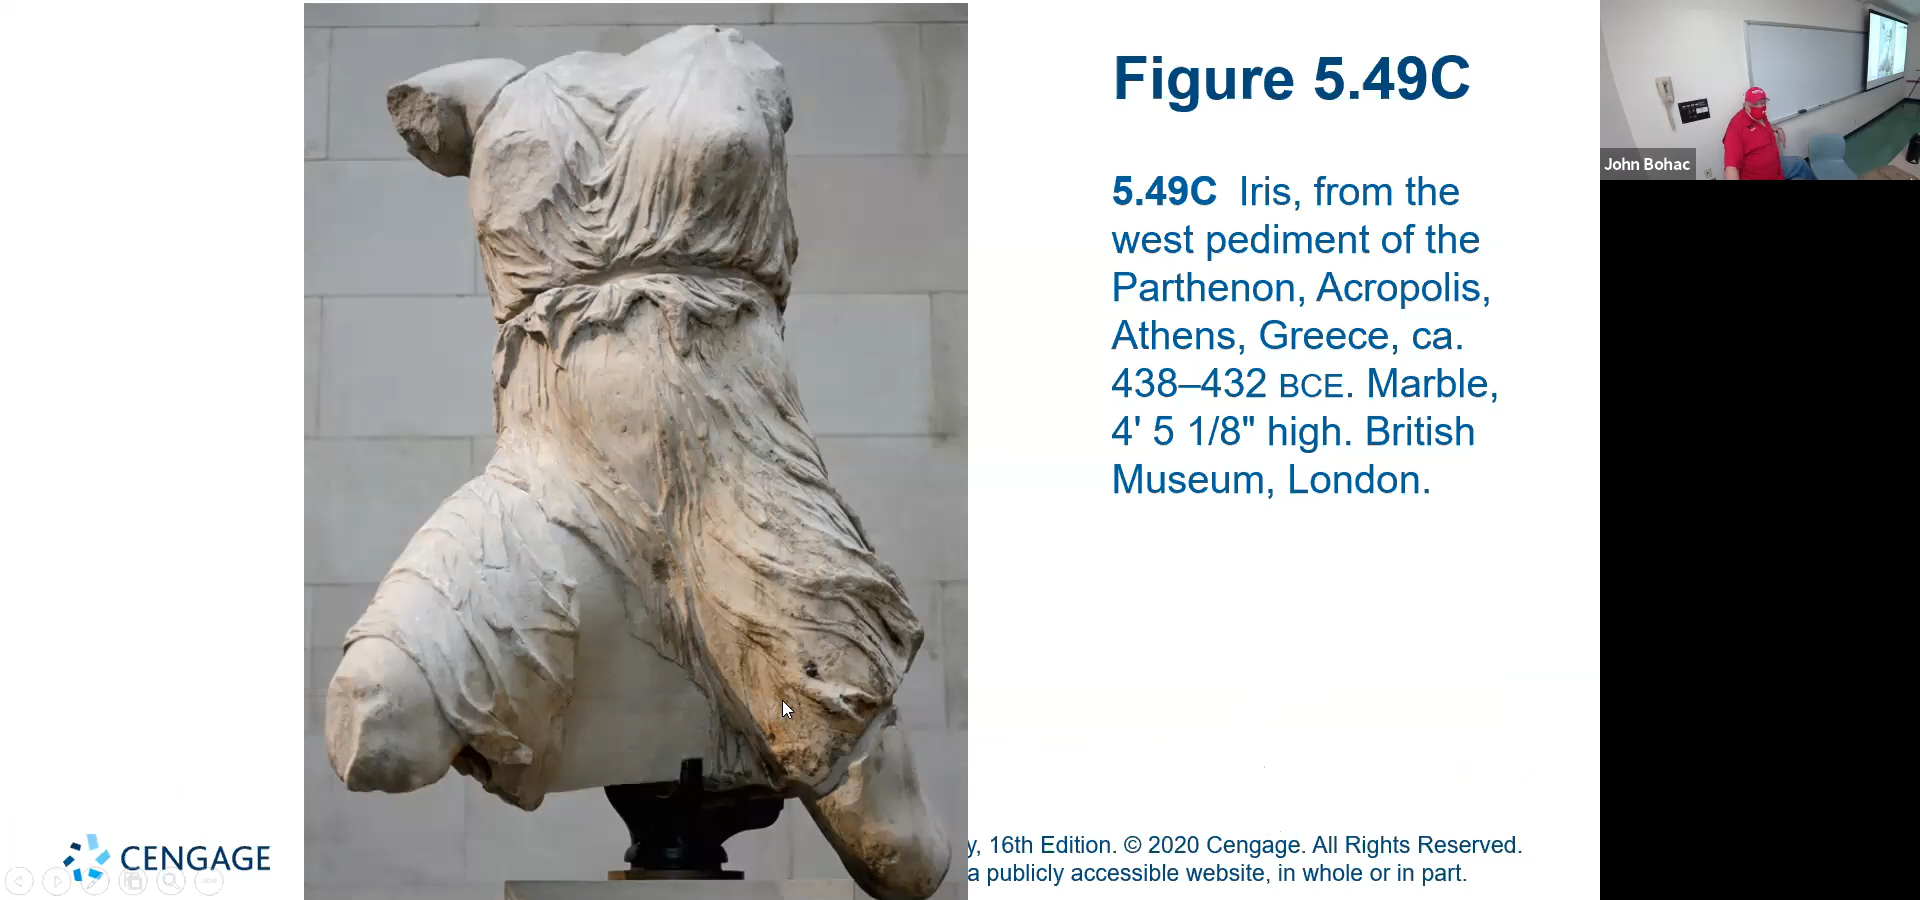 Figure 5.49C
5.49C Iris, from the
west pediment of the
Parthenon, Acropolis,
Athens, Greece, ca.
438–432 BCE. Marble,
4' 5 1/8" high. British
Museum, London.
John Bohac
CENGAGE
y, 16th Edition. © 2020 Cengage. All Rights Reserved.
a publicly accessible website, in whole or in part.